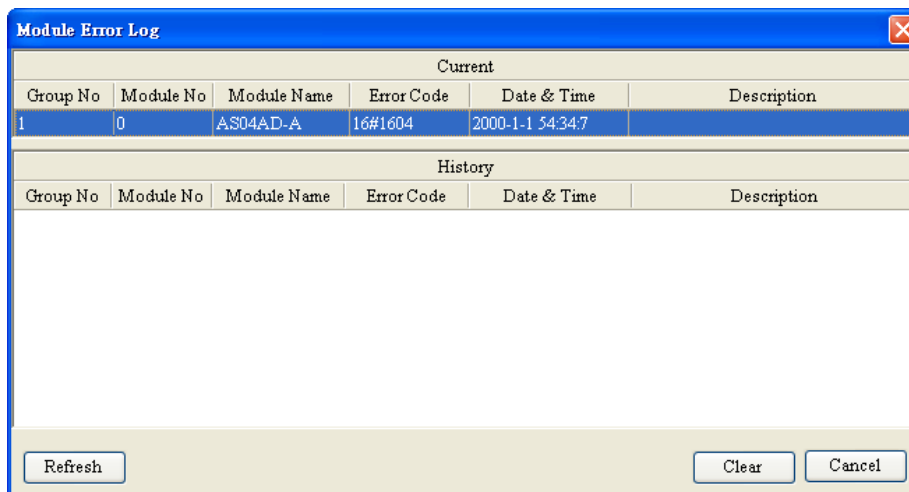 Module Error Log
Current
Group No Module No Module Name Error Code Date & Time Description
1 0 AS04AD-A 16#1604 2000-1-1 54:34:7
History
Group No Module No Module Name Error Code Date & Time Description
Refresh Clear Cancel